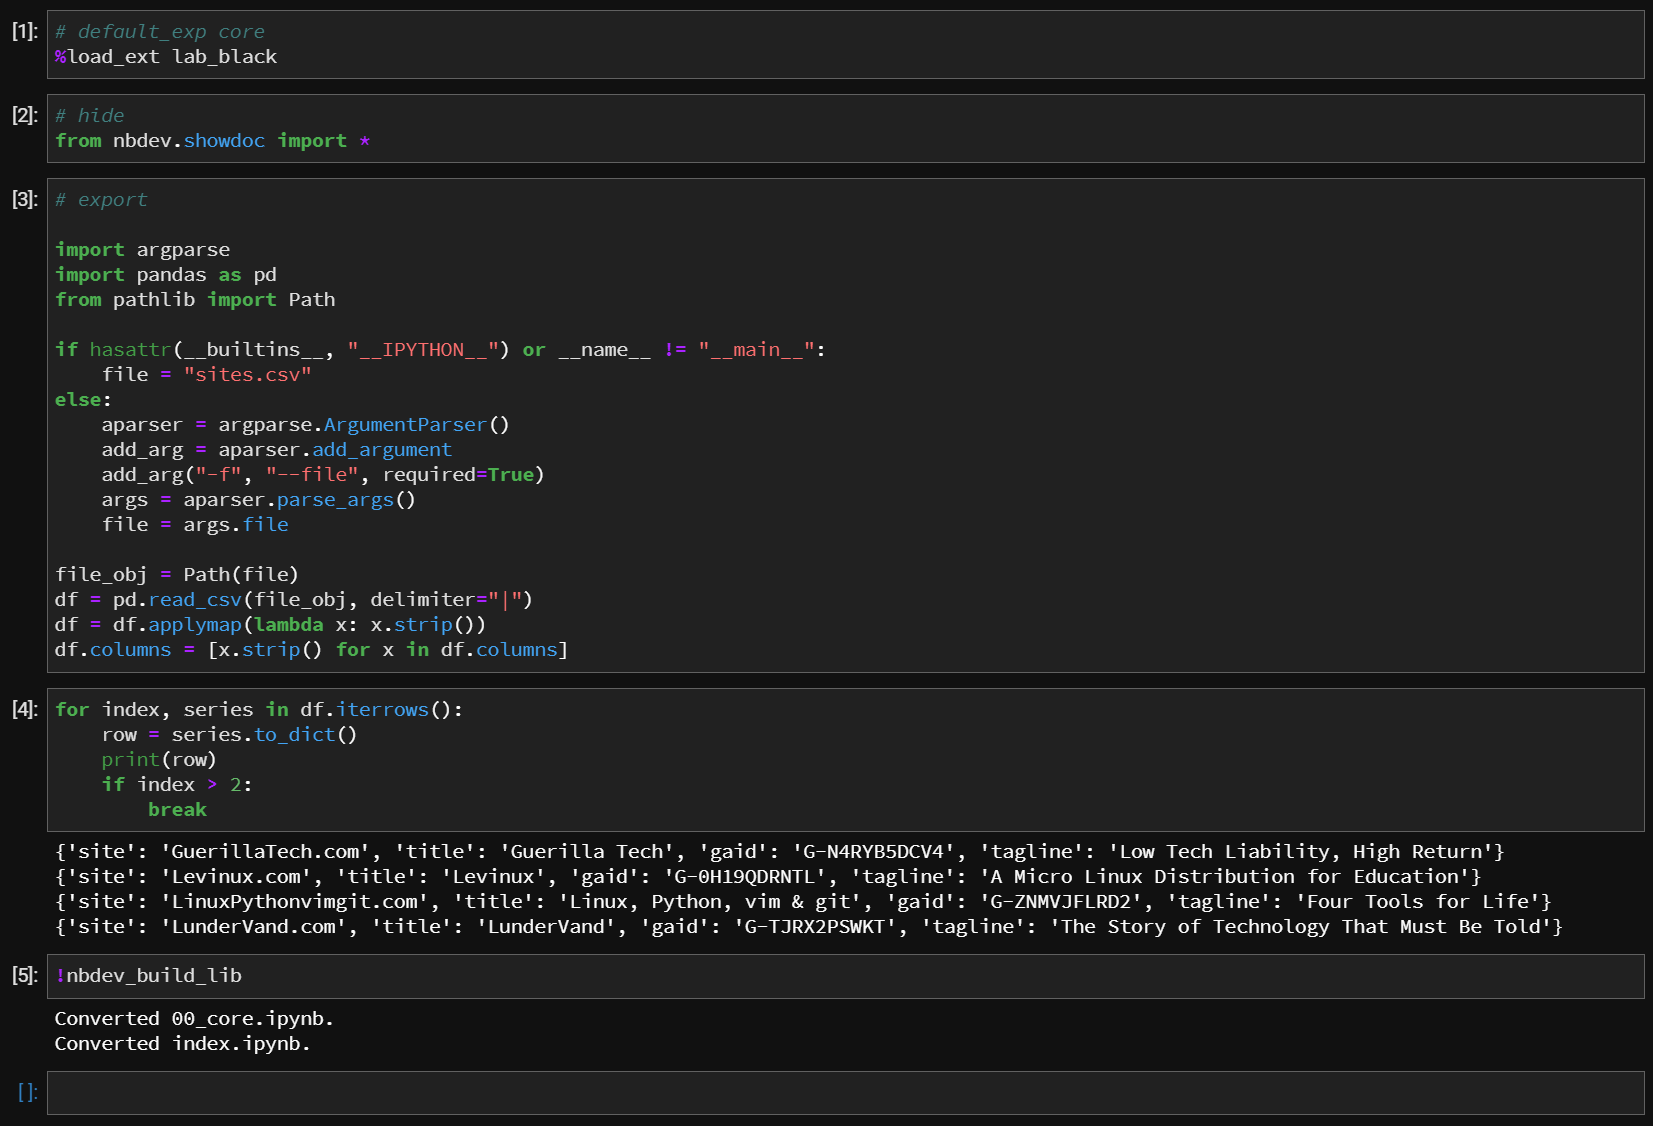 [1]: # default_exp core
%load_ext lab_black
[2]: # hide
from nbdev.showdoc import *
[3]: # export
import argparse
import pandas as pd
from pathlib import Path
if hasattr(__builtins__, "__IPYTHON__") or __name__ != "__main__":
    file = "sites.csv"
else:
    aparser = argparse.ArgumentParser()
    add_arg = aparser.add_argument
    add_arg("-f", "--file", required=True)
    args = aparser.parse_args()
    file = args.file
file_obj = Path(file)
df = pd.read_csv(file_obj, delimiter="|")
df = df.applymap(lambda x: x.strip())
df.columns = [x.strip() for x in df.columns]
[4]: for index, series in df.iterrows():
    row = series.to_dict()
    print(row)
    if index > 2:
        break
{'site': 'GuerillaTech.com', 'title': 'Guerilla Tech', 'gaid': 'G-N4RYB5DCV4', 'tagline': 'Low Tech Liability, High Return'}
{'site': 'Levinux.com', 'title': 'Levinux', 'gaid': 'G-0H19QDRNTL', 'tagline': 'A Micro Linux Distribution for Education'}
{'site': 'LinuxPythonvimgit.com', 'title': 'Linux, Python, vim & git', 'gaid': 'G-ZNMVJFLRD2', 'tagline': 'Four Tools for Life'}
{'site': 'LunderVand.com', 'title': 'LunderVand', 'gaid': 'G-TJRX2PSWKT', 'tagline': 'The Story of Technology That Must Be Told'}
[5]: !nbdev_build_lib
Converted 00_core.ipynb.
Converted index.ipynb.
[ ]: